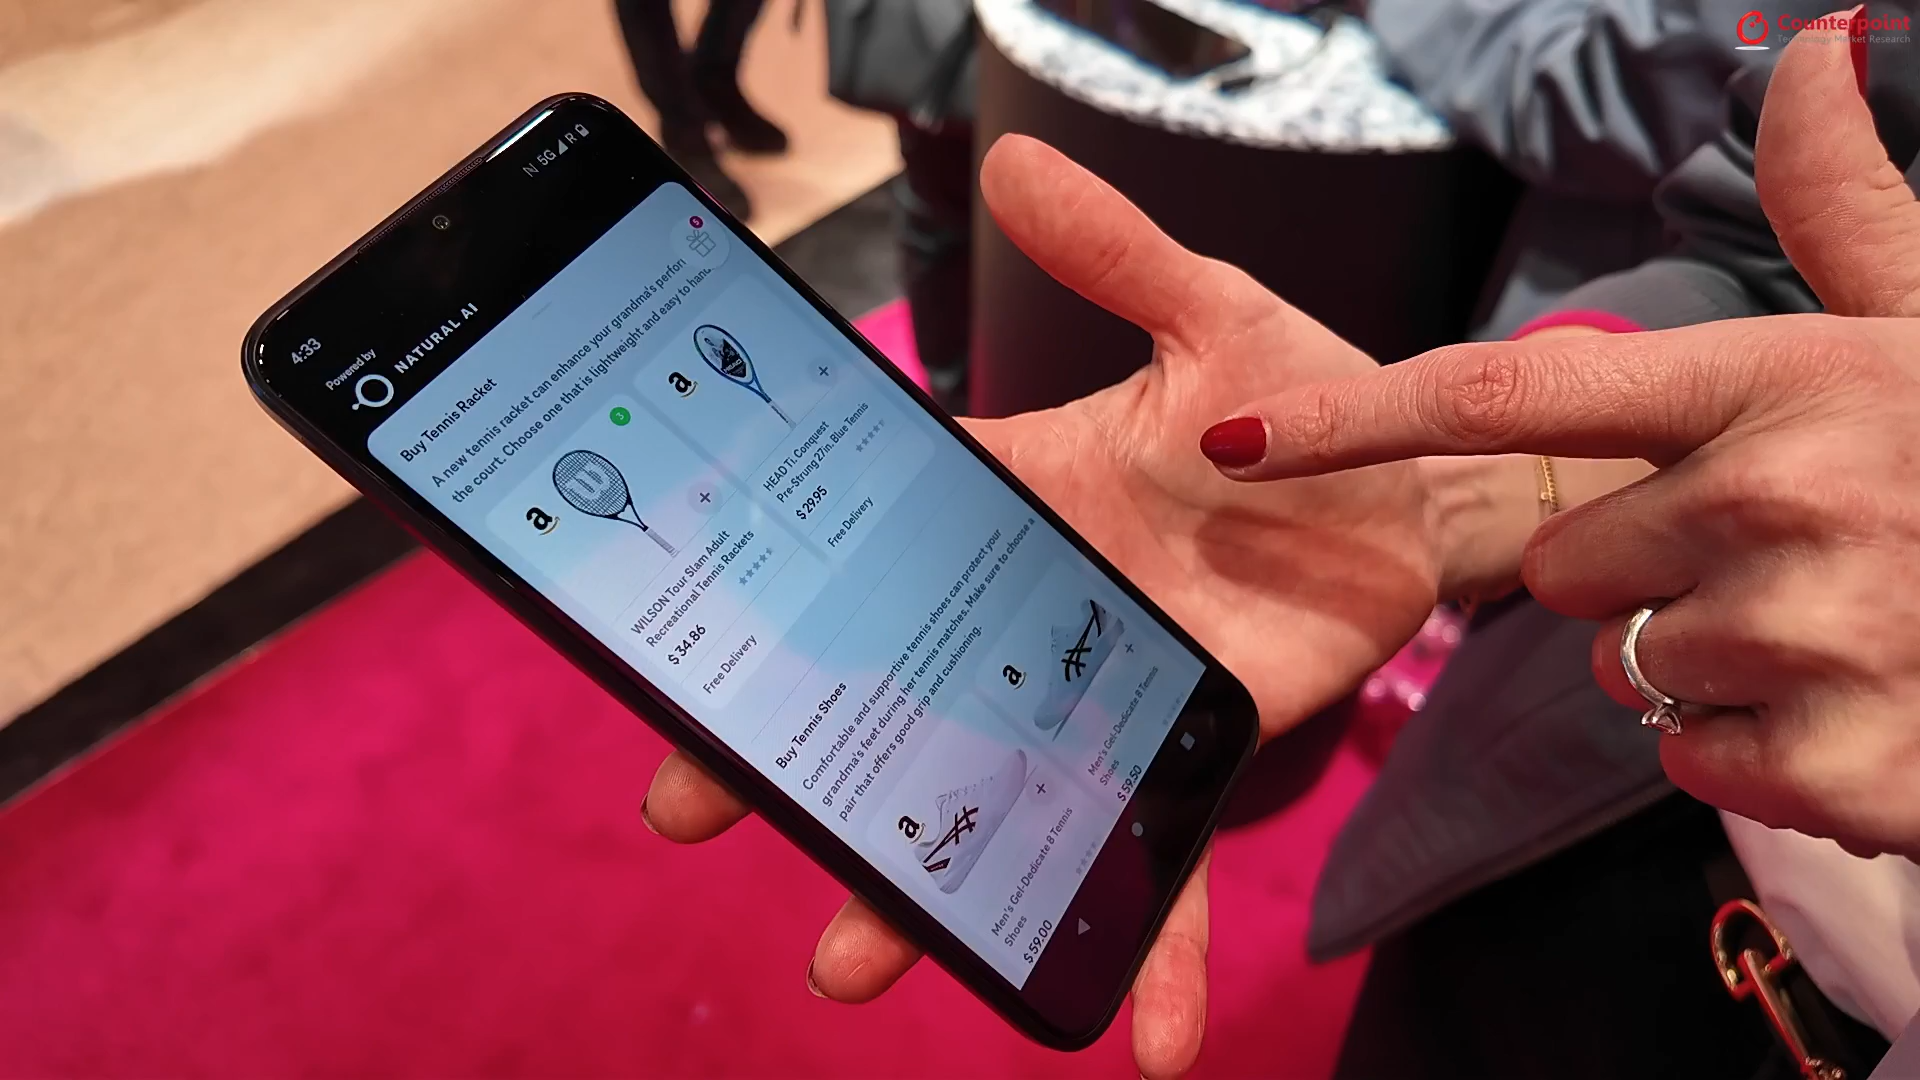 Counterpoint
Technology Market Research
N 5G R
4:33
Powered by
NATURAL AI
5
Buy Tennis Racket
A new tennis racket can enhance your grandma's perfor
the court. Choose one that is lightweight and easy to hand
3
a
WILSON Tour Slam Adult
Recreational Tennis Rackets
$ 34.86
Free Delivery
a
HEAD
HEAD Ti. Conquest
Pre-Strung 27in. Blue Tennis
$ 29.95
Free Delivery
Buy Tennis Shoes
Comfortable and supportive tennis shoes can protect your
grandma's feet during her tennis matches. Make sure to choose a
pair that offers good grip and cushioning.
a
Men's Gel-Dedicate 8 Tennis
Shoes
$ 59.00
a
Men's Gel-Dedicate 8 Tennis
Shoes
$ 59.50